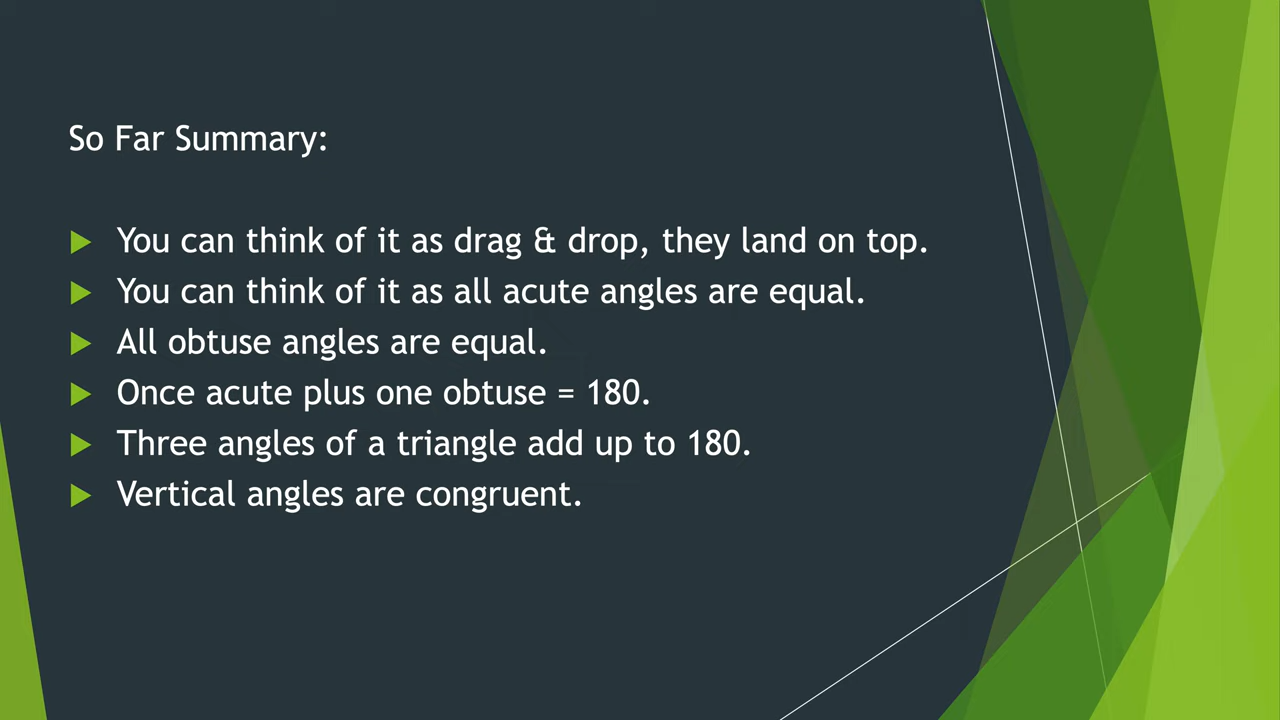 So Far Summary:
You can think of it as drag & drop, they land on top.
You can think of it as all acute angles are equal.
All obtuse angles are equal.
Once acute plus one obtuse = 180.
Three angles of a triangle add up to 180.
Vertical angles are congruent.